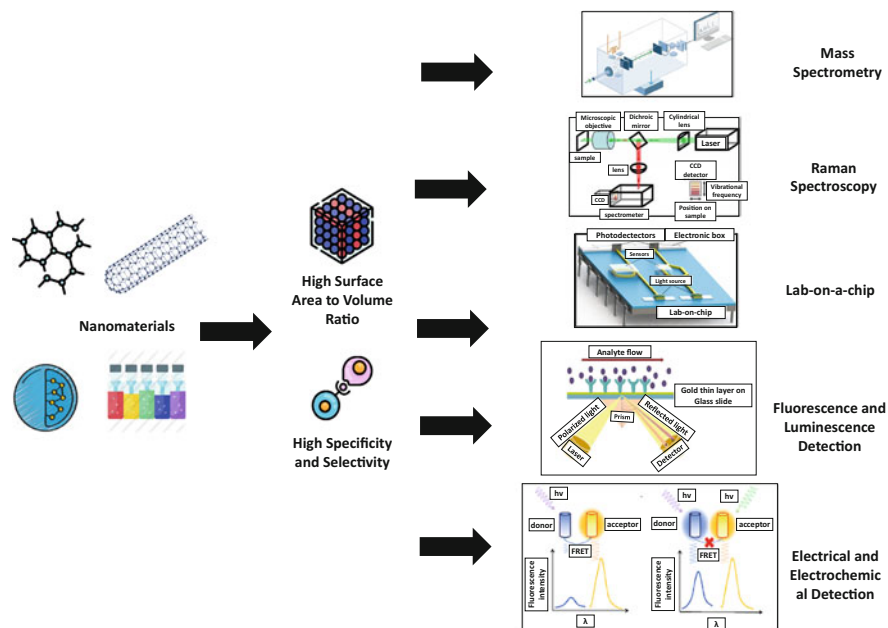 Nanomaterials
High Surface
Area to Volume
Ratio
High Specificity
and Selectivity
Mass
Spectrometry
Microscopic
objective
Dichroic
mirror
Cylindrical
lens
Laser
sample
lens
CCD
detector
CCD
Vibrational
frequency
spectrometer
Position on
sample
Raman
Spectroscopy
Photodectectors
Electronic box
Sensors
Light source
Lab-on-chip
Lab-on-a-chip
Analyte flow
Gold thin layer on
Glass slide
Polarized light
Prism
Reflected light
Laser
Detector
Fluorescence and
Luminescence
Detection
hv
donor
acceptor
FRET
Fluorescence
intensity
λ
hv
hv
donor
acceptor
FRET
Fluorescence
intensity
λ
Electrical and
Electrochemic
al Detection